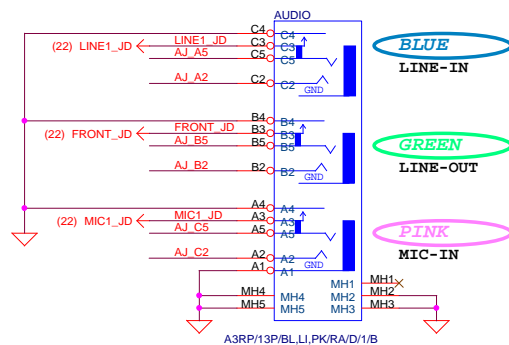 AUDIO
C4 C4
(22) LINE1_JD LINE1_JD C3 C3
AJ_A5 C5 C5
AJ_A2 C2 C2
GND
BLUE
LINE-IN
B4 B4
(22) FRONT_JD FRONT_JD B3 B3
AJ_B5 B5 B5
AJ_B2 B2 B2
GND
GREEN
LINE-OUT
A4 A4
(22) MIC1_JD MIC1_JD A3 A3
AJ_C5 A5 A5
AJ_C2 A2 A2
GND
A1 A1
PINK
MIC-IN
MH1 MH1
MH4 MH4 MH2 MH2
MH5 MH5 MH3 MH3
A3RP/13P/BL,LI,PK/RA/D/1/B